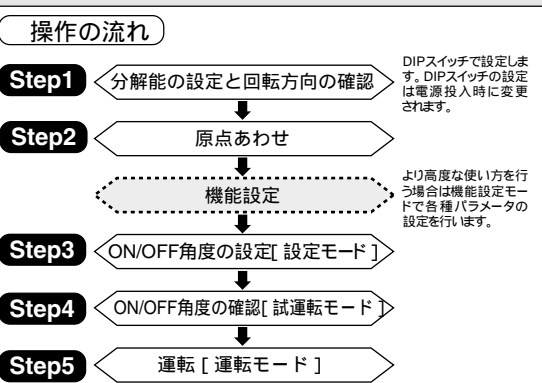 操作の流れ
Step1
分解能の設定と回転方向の確認
DIPスイッチで設定しま
す。DIPスイッチの設定
は電源投入時に変更
されます。
Step2
原点あわせ
機能設定
より高度な使い方を行
う場合は機能設定モー
ドで各種パラメータの
設定を行います。
Step3
ON/OFF角度の設定[ 設定モード ]
Step4
ON/OFF角度の確認[ 試運転モード ]
Step5
運転 [ 運転モード ]